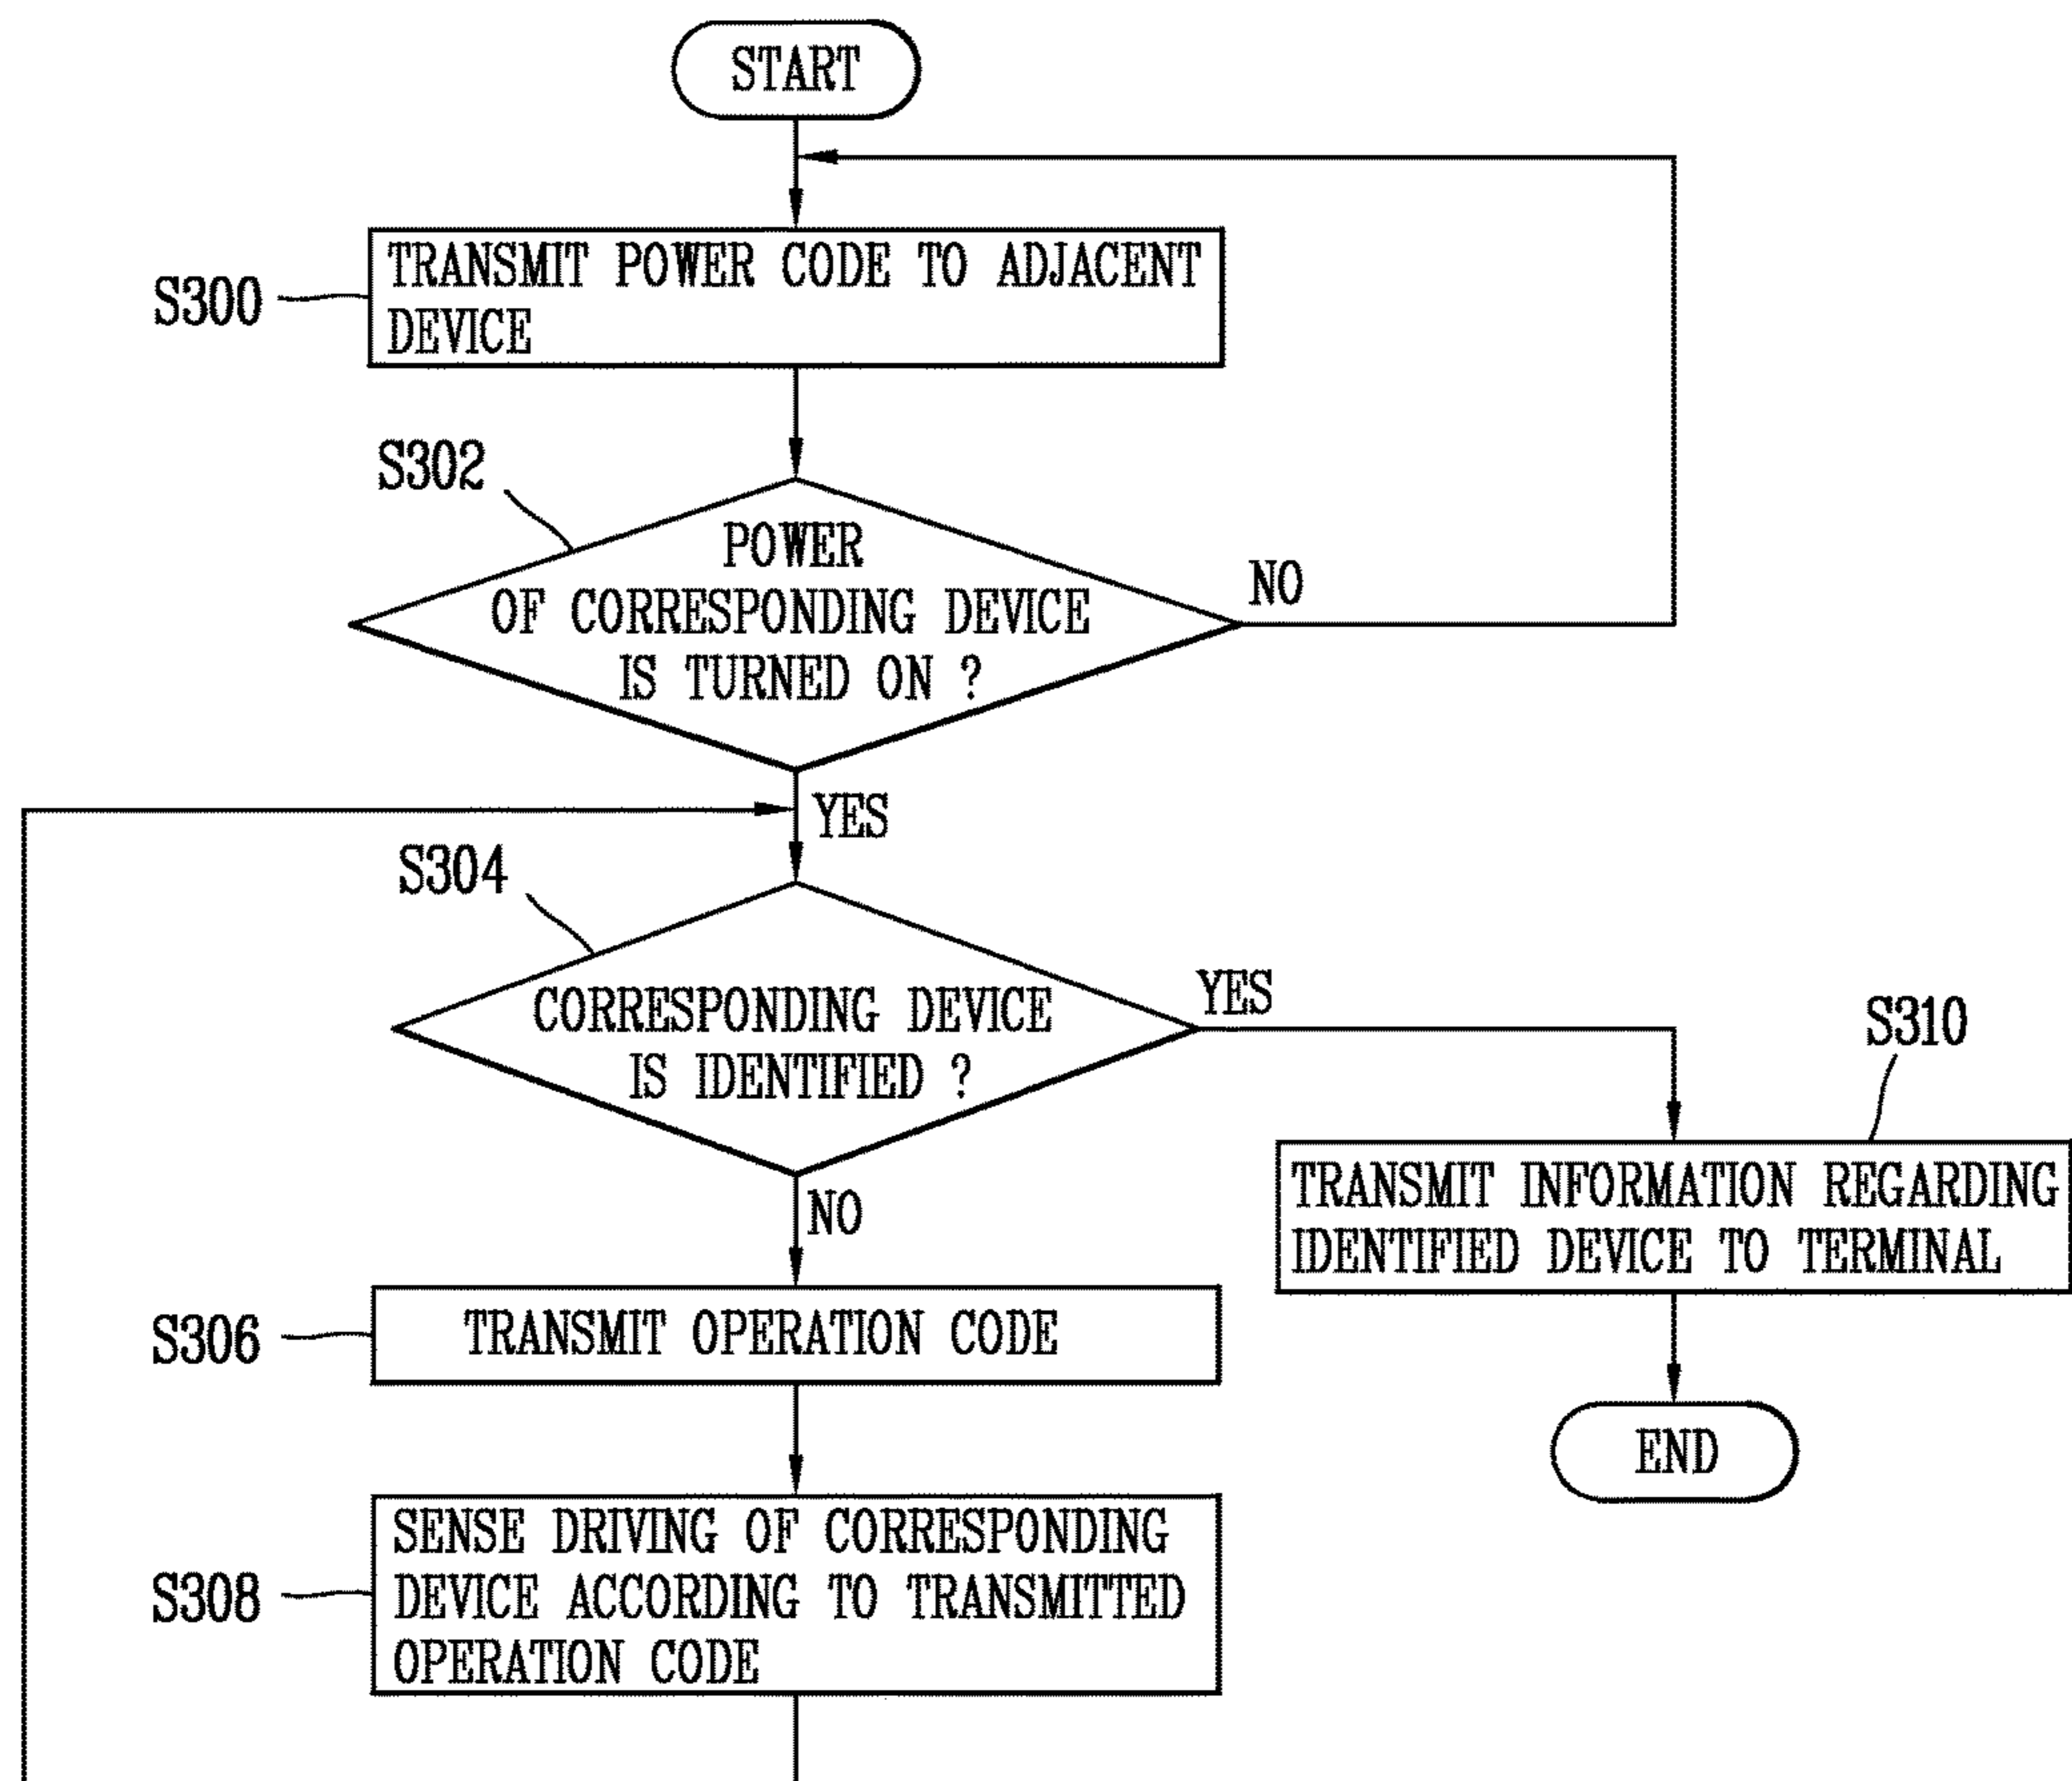 START
S300
TRANSMIT POWER CODE TO ADJACENT
DEVICE
S302
POWER
OF CORRESPONDING DEVICE
IS TURNED ON ?
NO
YES
S304
CORRESPONDING DEVICE
IS IDENTIFIED ?
YES
S310
NO
TRANSMIT INFORMATION REGARDING
IDENTIFIED DEVICE TO TERMINAL
S306
TRANSMIT OPERATION CODE
END
S308
SENSE DRIVING OF CORRESPONDING
DEVICE ACCORDING TO TRANSMITTED
OPERATION CODE